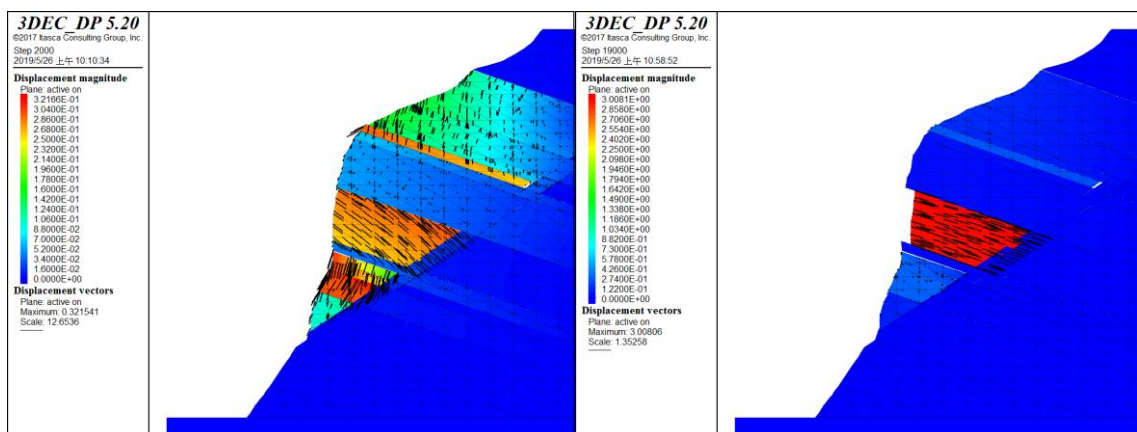 3DEC_DP 5.20
©2017 Itasca Consulting Group, Inc.
Step 2000
2019/5/26 上午 10:10:34
Displacement magnitude
Plane: active on
3.2166E-01
3.0400E-01
2.8600E-01
2.6800E-01
2.5000E-01
2.3200E-01
2.1400E-01
1.9600E-01
1.7800E-01
1.6000E-01
1.4200E-01
1.2400E-01
1.0600E-01
8.8000E-02
7.0000E-02
5.2000E-02
3.4000E-02
1.6000E-02
0.0000E+00
Displacement vectors
Plane: active on
Maximum: 0.321541
Scale: 12.6536
3DEC_DP 5.20
©2017 Itasca Consulting Group, Inc.
Step 19000
2019/5/26 上午 10:58:52
Displacement magnitude
Plane: active on
3.0081E+00
2.8580E+00
2.7060E+00
2.5540E+00
2.4020E+00
2.2500E+00
2.0980E+00
1.9460E+00
1.7940E+00
1.6420E+00
1.4900E+00
1.3380E+00
1.1860E+00
1.0340E+00
8.8200E-01
7.3000E-01
5.7800E-01
4.2600E-01
2.7400E-01
1.2200E-01
0.0000E+00
Displacement vectors
Plane: active on
Maximum: 3.00806
Scale: 1.35258